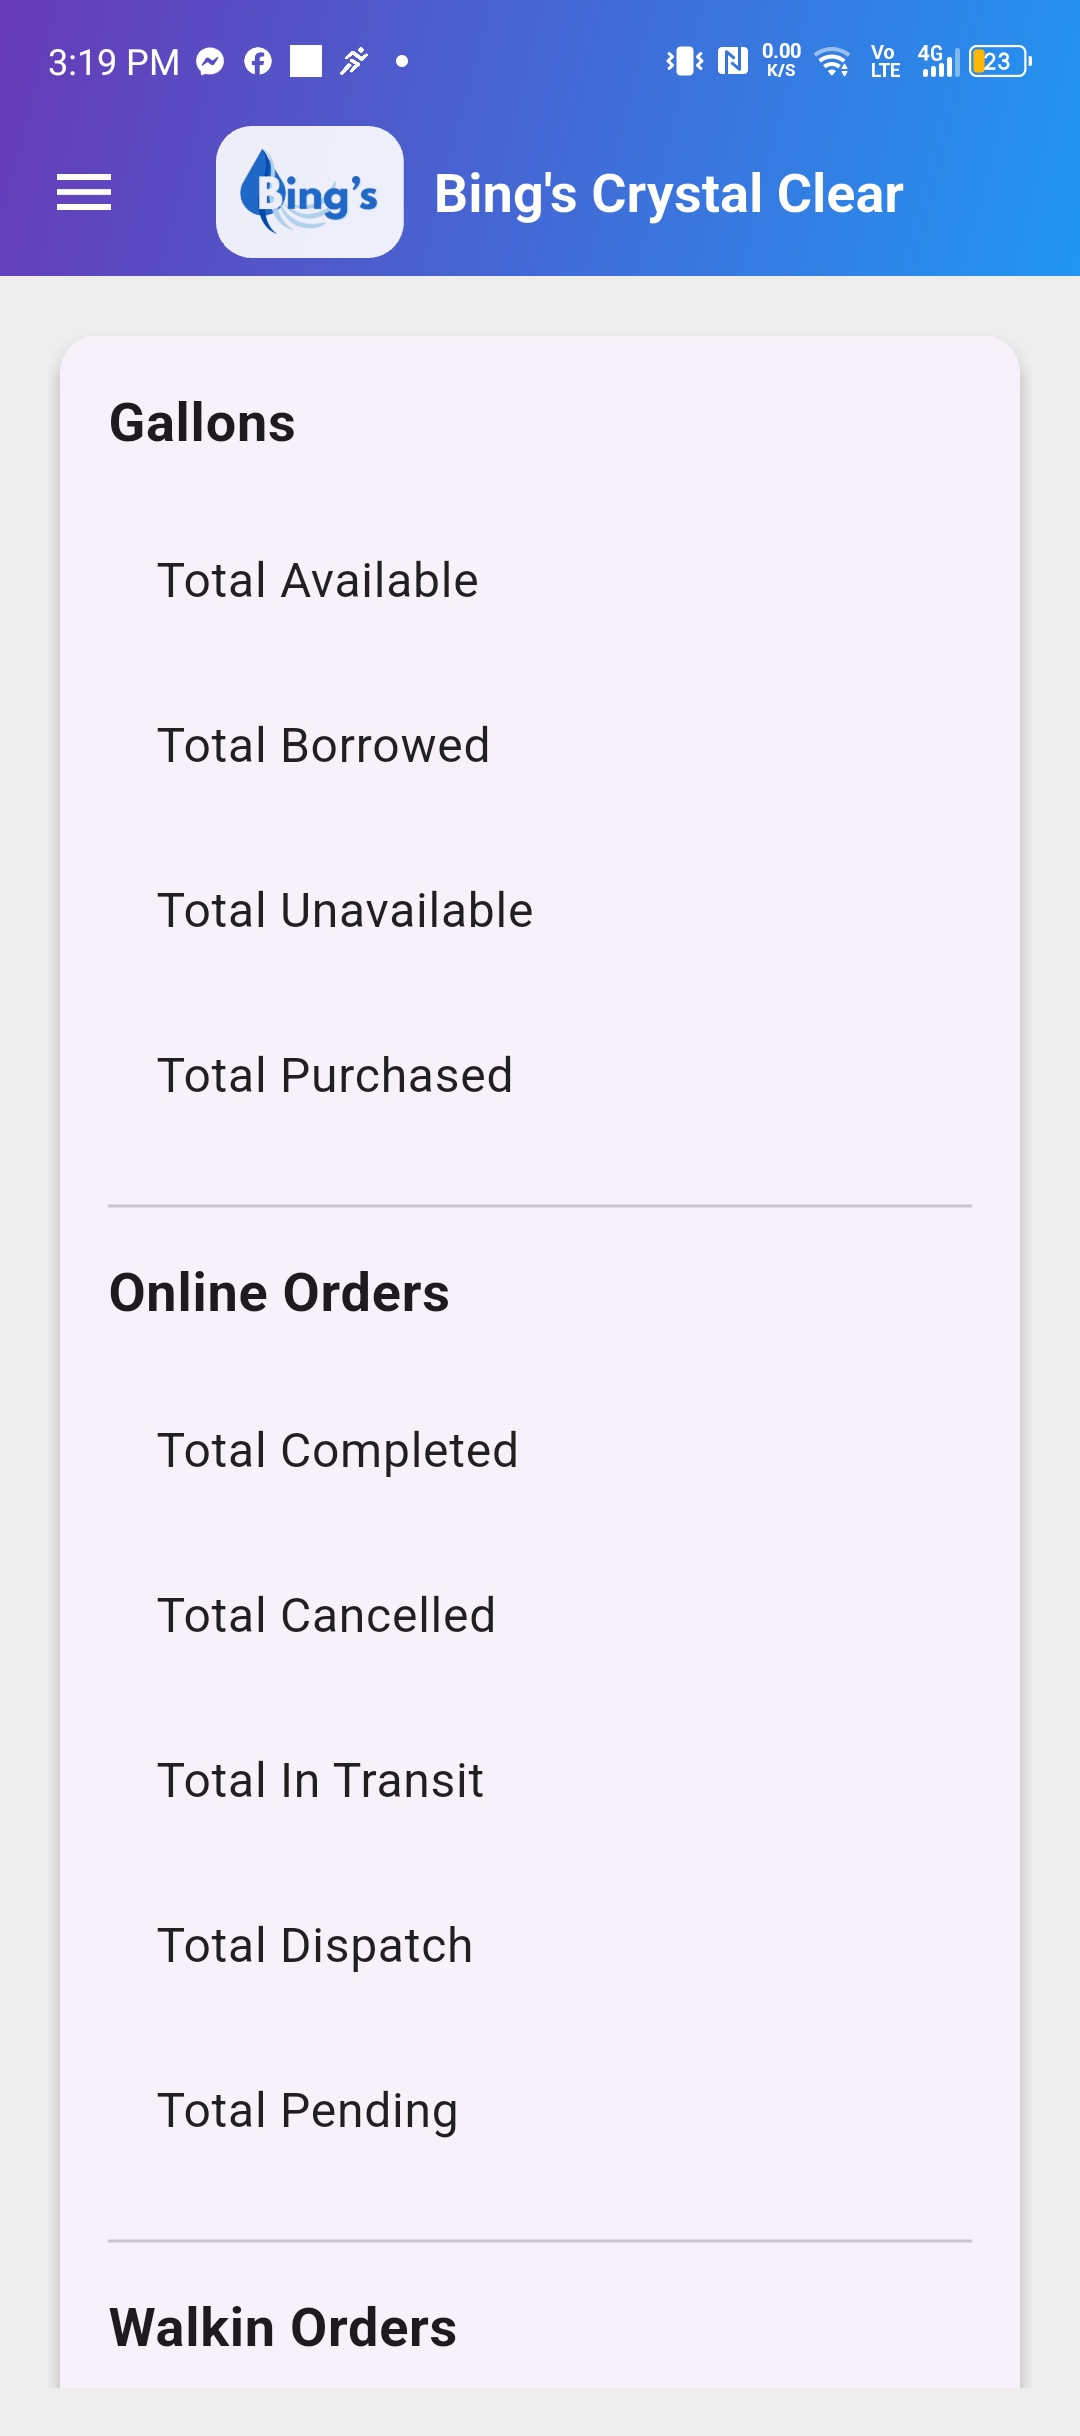 3:19 PM
0.00
K/S
Vo
LTE
4G
23
Bing's
Bing's Crystal Clear
Gallons
Total Available
Total Borrowed
Total Unavailable
Total Purchased
Online Orders
Total Completed
Total Cancelled
Total In Transit
Total Dispatch
Total Pending
Walkin Orders